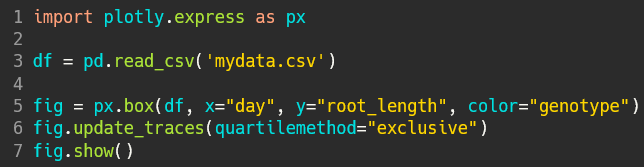 1 import plotly.express as px
2
3 df = pd.read_csv('mydata.csv')
4
5 fig = px.box(df, x="day", y="root_length", color="genotype")
6 fig.update_traces(quartilemethod="exclusive")
7 fig.show()